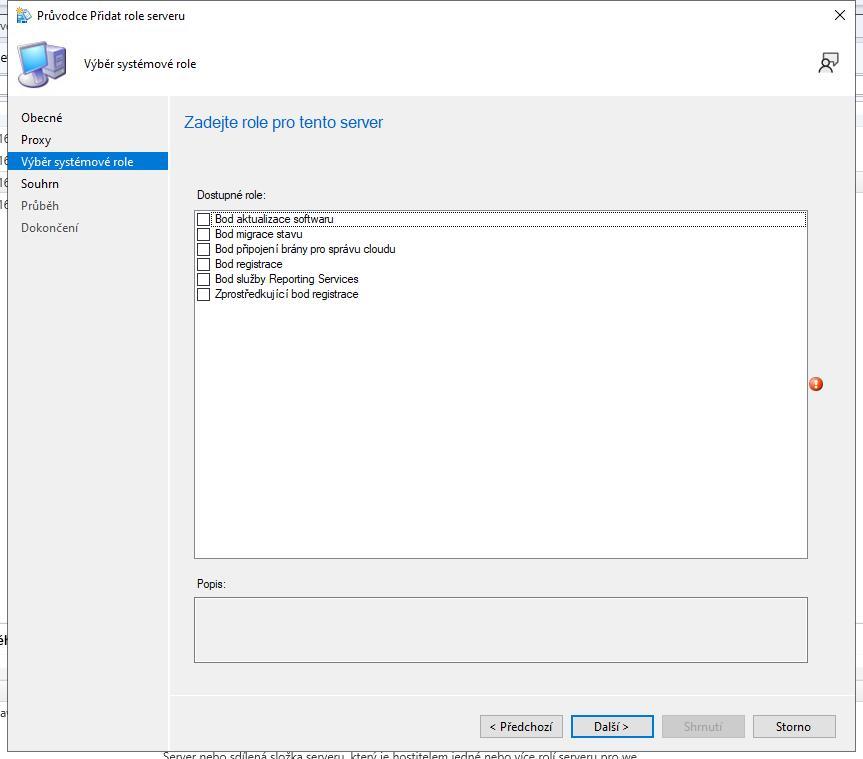 Průvodce Přidat role serveru
Výběr systémové role
Obecné
Proxy
Výběr systémové role
Souhrn
Průběh
Dokončení
Zadejte role pro tento server
Dostupné role:
Bod aktualizace softwaru
Bod migrace stavu
Bod připojení brány pro správu cloudu
Bod registrace
Bod služby Reporting Services
Zprostředkující bod registrace
Popis:
< Předchozí
Další >
Shrnutí
Storno
Server nebo sdílená složka serveru, který je hostitelem jedné nebo více rolí serveru pro we